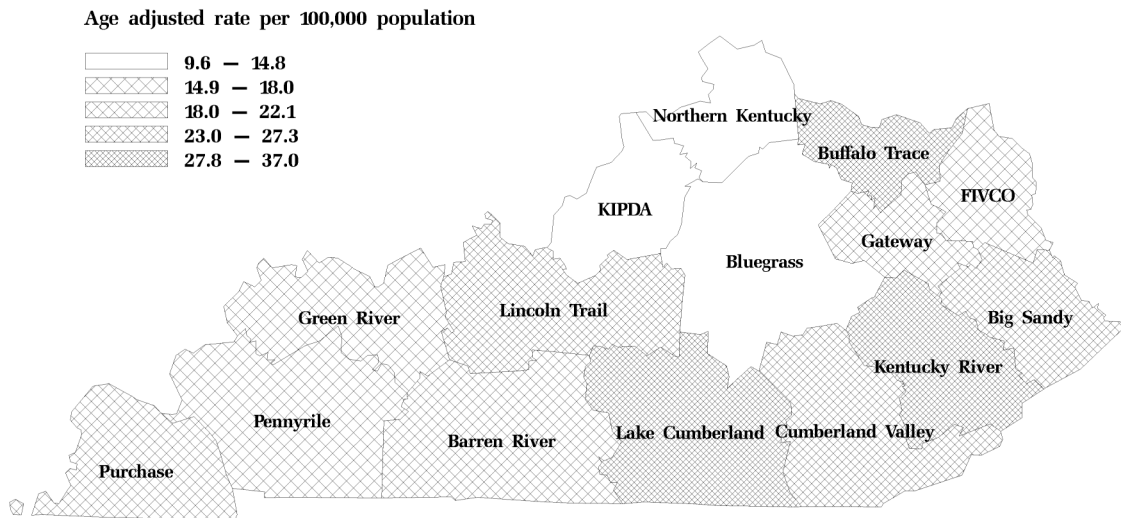 Age adjusted rate per 100,000 population
9.6 — 14.8
14.9 — 18.0
18.0 — 22.1
23.0 — 27.3
27.8 — 37.0
Northern Kentucky
Buffalo Trace
FIVCO
KIPDA
Gateway
Bluegrass
Lincoln Trail
Green River
Big Sandy
Kentucky River
Pennyrile
Barren River
Lake Cumberland
Cumberland Valley
Purchase